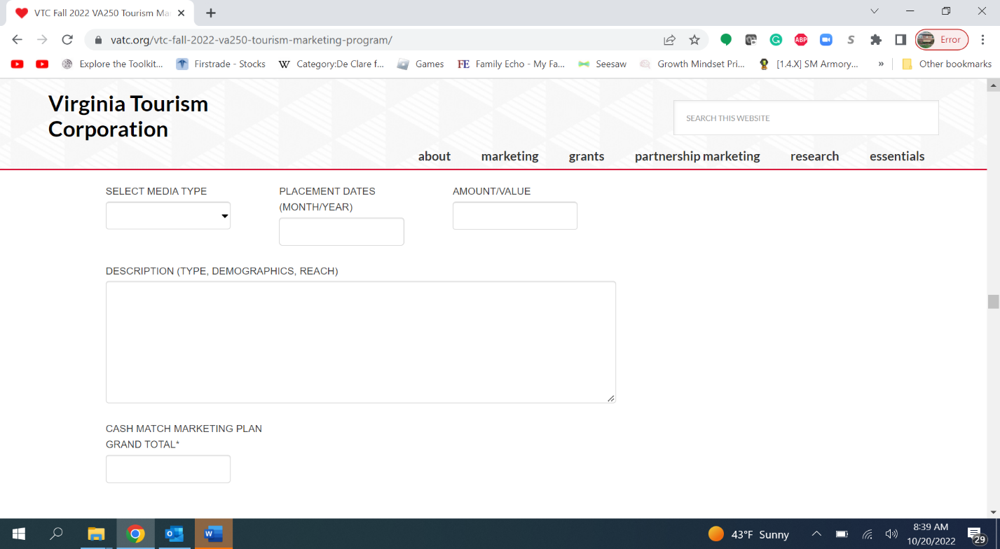 VTC Fall 2022 VA250 Tourism Ma
vatc.org/vtc-fall-2022-va250-tourism-marketing-program/
ABP
Error
Explore the Toolkit... Firstrade - Stocks W Category:De Clare f... Games FE Family Echo - My Fa... Seesaw Growth Mindset Pri... [1.4.X] SM Armory... » Other bookmarks
Virginia Tourism
Corporation
SEARCH THIS WEBSITE
about marketing grants partnership marketing research essentials
SELECT MEDIA TYPE
PLACEMENT DATES
(MONTH/YEAR)
AMOUNT/VALUE
DESCRIPTION (TYPE, DEMOGRAPHICS, REACH)
CASH MATCH MARKETING PLAN
GRAND TOTAL*
43°F Sunny
8:39 AM
10/20/2022
29